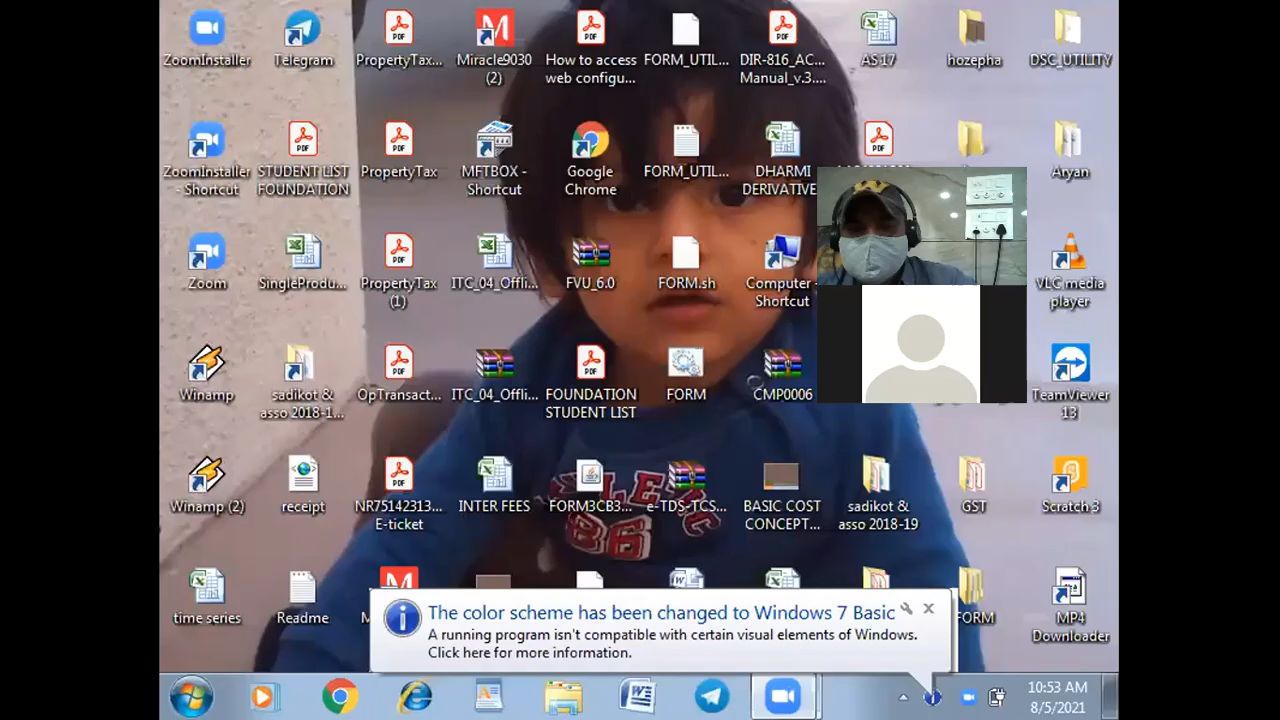 ZoomInstaller
Telegram
PropertyTax...
Miracle9030
(2)
How to access
web configu...
FORM_UTIL...
DIR-816_AC...
Manual_v.3....
AS 17
hozepha
DSC_UTILITY
ZoomInstaller
- Shortcut
STUDENT LIST
FOUNDATION
PropertyTax
MFTBOX -
Shortcut
Google
Chrome
FORM_UTIL...
DHARMI
DERIVATIVE
Aryan
Zoom
SingleProdu...
PropertyTax
(1)
ITC_04_Offli...
FVU_6.0
FORM.sh
Computer -
Shortcut
VLC media
player
Winamp
sadikot &
asso 2018-1...
OpTransact...
ITC_04_Offli...
FOUNDATION
STUDENT LIST
FORM
CMP0006
TeamViewer
13
Winamp (2)
receipt
NR75142313...
E-ticket
INTER FEES
FORM3CB3...
e-TDS-TCS...
BASIC COST
CONCEPT...
sadikot &
asso 2018-19
GST
Scratch 3
86
time series
Readme
FORM
MP4
Downloader
The color scheme has been changed to Windows 7 Basic
A running program isn't compatible with certain visual elements of Windows.
Click here for more information.
10:53 AM
8/5/2021